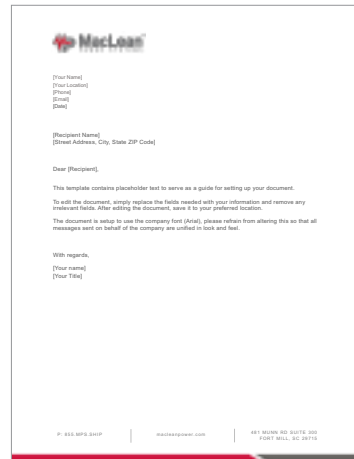 MacLean
[Your Name]
[Your Location]
[Phone]
[Email]
[Date]
[Recipient Name]
[Street Address, City, State ZIP Code]
Dear [Recipient],
This template contains placeholder text to serve as a guide for setting up your document.
To edit the document, simply replace the fields needed with your information and remove any
irrelevant fields. After editing the document, save it to your preferred location.
The document is setup to use the company font (Arial), please refrain from altering this so that all
messages sent on behalf of the company are unified in look and feel.
With regards,
[Your name]
[Your Title]
P: 855.MPS.SHIP
macleanpower.com
481 MUNN RD SUITE 300
FORT MILL, SC 29715